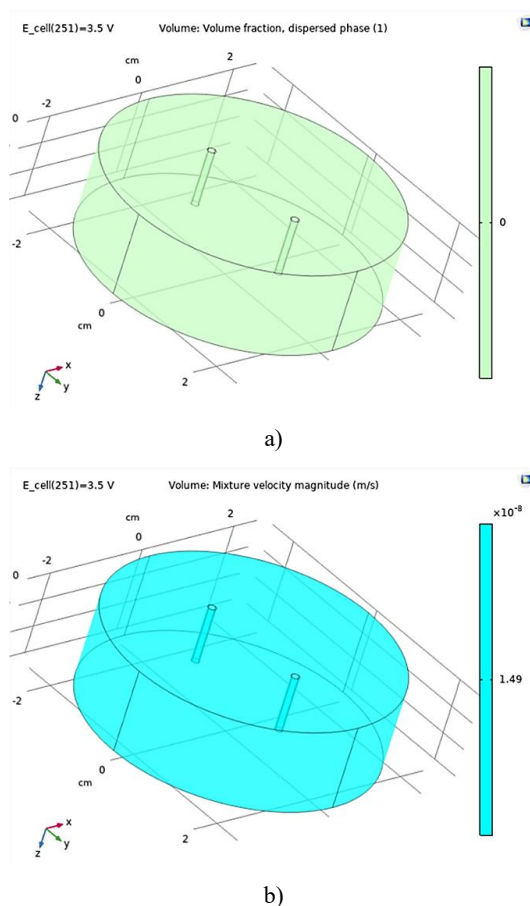 E_cell(251)=3.5 V Volume: Volume fraction, dispersed phase (1)
cm
2
0
-2
0
0
-2
0
cm
2
x
y
z
a)
E_cell(251)=3.5 V Volume: Mixture velocity magnitude (m/s)
×10⁻⁸
cm
2
0
-2
0
1.49
-2
0
cm
2
x
y
z
b)